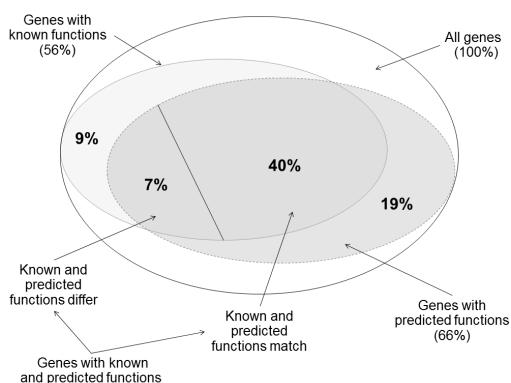 Genes with
known functions
(56%)
All genes
(100%)
9%
7%
40%
19%
Known and
predicted
functions differ
Known and
predicted
functions match
Genes with
predicted functions
(66%)
Genes with known
and predicted functions